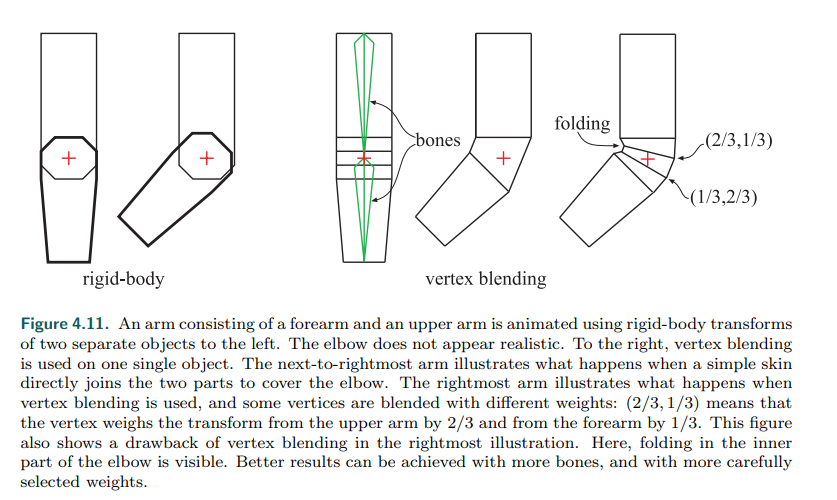 bones
folding
(2/3,1/3)
(1/3,2/3)
rigid-body
vertex blending
Figure 4.11. An arm consisting of a forearm and an upper arm is animated using rigid-body transforms
of two separate objects to the left. The elbow does not appear realistic. To the right, vertex blending
is used on one single object. The next-to-rightmost arm illustrates what happens when a simple skin
directly joins the two parts to cover the elbow. The rightmost arm illustrates what happens when
vertex blending is used, and some vertices are blended with different weights: (2/3, 1/3) means that
the vertex weighs the transform from the upper arm by 2/3 and from the forearm by 1/3. This figure
also shows a drawback of vertex blending in the rightmost illustration. Here, folding in the inner
part of the elbow is visible. Better results can be achieved with more bones, and with more carefully
selected weights.